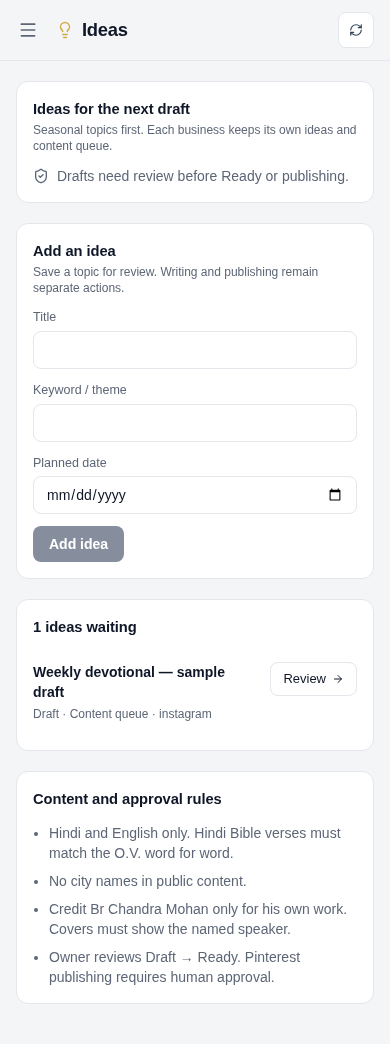 Ideas
Ideas for the next draft
Seasonal topics first. Each business keeps its own ideas and
content queue.
Drafts need review before Ready or publishing.
Add an idea
Save a topic for review. Writing and publishing remain
separate actions.
Title
Keyword / theme
Planned date
mm/dd/yyyy
Add idea
1 ideas waiting
Weekly devotional — sample
draft
Review →
Draft · Content queue · instagram
Content and approval rules
• Hindi and English only. Hindi Bible verses must
match the O.V. word for word.
• No city names in public content.
• Credit Br Chandra Mohan only for his own work.
Covers must show the named speaker.
• Owner reviews Draft → Ready. Pinterest
publishing requires human approval.